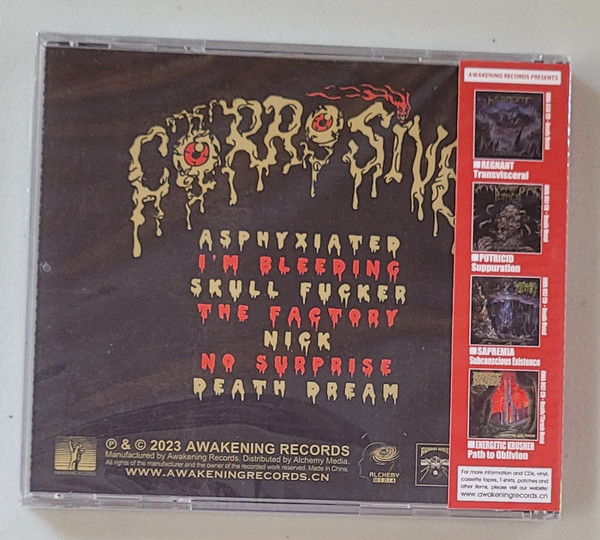 CORROSIVE
ASPHYXIATED
I'M BLEEDING
SKULL FUCKER
THE FACTORY
NICK
NO SURPRISE
DEATH DREAM
℗ & © 2023 AWAKENING RECORDS
Manufactured by Awakening Records. Distributed by Alchemy Media.
All rights of the manufacturer and the owner of the recorded work reserved. Made in China.
WWW.AWAKENINGRECORDS.CN
ALCHEMY
MEDIA
AWAKENING RECORDS PRESENTS
REGNANT
Transvisceral
PUTRICID
Suppuration
SAPREMIA
Subconscious Existence
ENERGETIC KRUSHER
Path to Oblivion
For more information and CDs, vinyl,
cassette tapes, T-shirts, patches and
other items, please visit our website:
www.awakeningrecords.cn